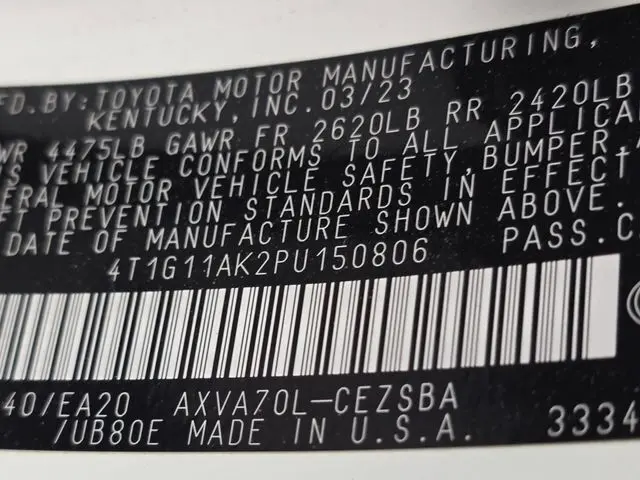 MFD.BY:TOYOTA MOTOR MANUFACTURING,
KENTUCKY, INC. 03/23
WR 4475LB GAWR FR 2620LB RR 2420LB
S VEHICLE CONFORMS TO ALL APPLICA
ERAL MOTOR VEHICLE SAFETY, BUMPER, A
FT PREVENTION STANDARDS IN EFFECT
DATE OF MANUFACTURE SHOWN ABOVE.
4T1G11AK2PU150806 PASS.C
40/EA20 AXVA70L-CEZSBA
/UB80E MADE IN U.S.A. 3334